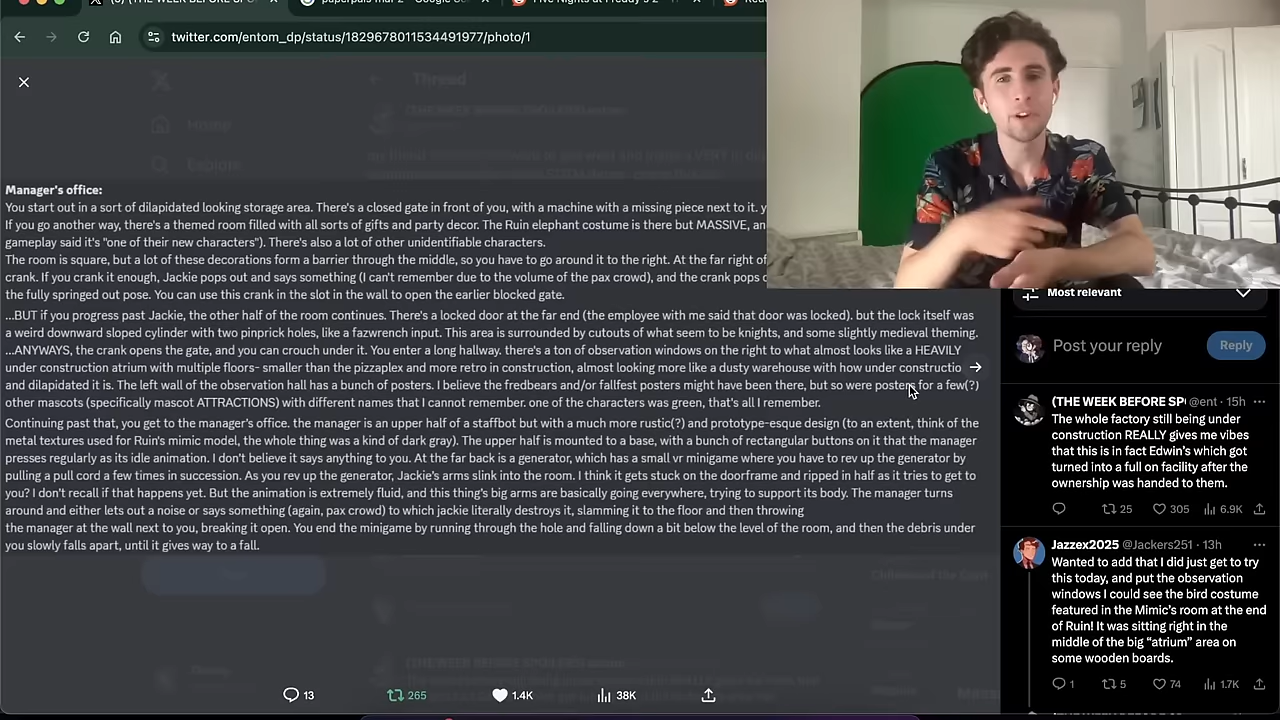 twitter.com/entom_dp/status/1829678011534491977/photo/1
Thread
Home
Explore
Manager's office:
You start out in a sort of dilapidated looking storage area. There's a closed gate in front of you, with a machine with a missing piece next to it. y
If you go another way, there's a themed room filled with all sorts of gifts and party decor. The Ruin elephant costume is there but MASSIVE, an
gameplay said it's "one of their new characters"). There's also a lot of other unidentifiable characters.
The room is square, but a lot of these decorations form a barrier through the middle, so you have to go around it to the right. At the far right of
crank. If you crank it enough, Jackie pops out and says something (I can't remember due to the volume of the pax crowd), and the crank pops o
the fully springed out pose. You can use this crank in the slot in the wall to open the earlier blocked gate.
...BUT if you progress past Jackie, the other half of the room continues. There's a locked door at the far end (the employee with me said that door was locked). but the lock itself was
a weird downward sloped cylinder with two pinprick holes, like a fazwrench input. This area is surrounded by cutouts of what seem to be knights, and some slightly medieval theming.
...ANYWAYS, the crank opens the gate, and you can crouch under it. You enter a long hallway. there's a ton of observation windows on the right to what almost looks like a HEAVILY
under construction atrium with multiple floors- smaller than the pizzaplex and more retro in construction, almost looking more like a dusty warehouse with how under constructio
and dilapidated it is. The left wall of the observation hall has a bunch of posters. I believe the fredbears and/or fallfest posters might have been there, but so were posters for a few(?)
other mascots (specifically mascot ATTRACTIONS) with different names that I cannot remember. one of the characters was green, that's all I remember.
Continuing past that, you get to the manager's office. the manager is an upper half of a staffbot but with a much more rustic(?) and prototype-esque design (to an extent, think of the
metal textures used for Ruin's mimic model, the whole thing was a kind of dark gray). The upper half is mounted to a base, with a bunch of rectangular buttons on it that the manager
presses regularly as its idle animation. I don't believe it says anything to you. At the far back is a generator, which has a small vr minigame where you have to rev up the generator by
pulling a pull cord a few times in succession. As you rev up the generator, Jackie's arms slink into the room. I think it gets stuck on the doorframe and ripped in half as it tries to get to
you? I don't recall if that happens yet. But the animation is extremely fluid, and this thing's big arms are basically going everywhere, trying to support its body. The manager turns
around and either lets out a noise or says something (again, pax crowd) to which jackie literally destroys it, slamming it to the floor and then throwing
the manager at the wall next to you, breaking it open. You end the minigame by running through the hole and falling down a bit below the level of the room, and then the debris under
you slowly falls apart, until it gives way to a fall.
13
265
1.4K
38K
Most relevant
Post your reply
Reply
(THE WEEK BEFORE SP @ent · 15h
The whole factory still being under
construction REALLY gives me vibes
that this is in fact Edwin's which got
turned into a full on facility after the
ownership was handed to them.
25
305
6.9K
Jazzex2025 @Jackers251 · 13h
Wanted to add that I did just get to try
this today, and put the observation
windows I could see the bird costume
featured in the Mimic's room at the end
of Ruin! It was sitting right in the
middle of the big "atrium" area on
some wooden boards.
1
5
74
1.7K